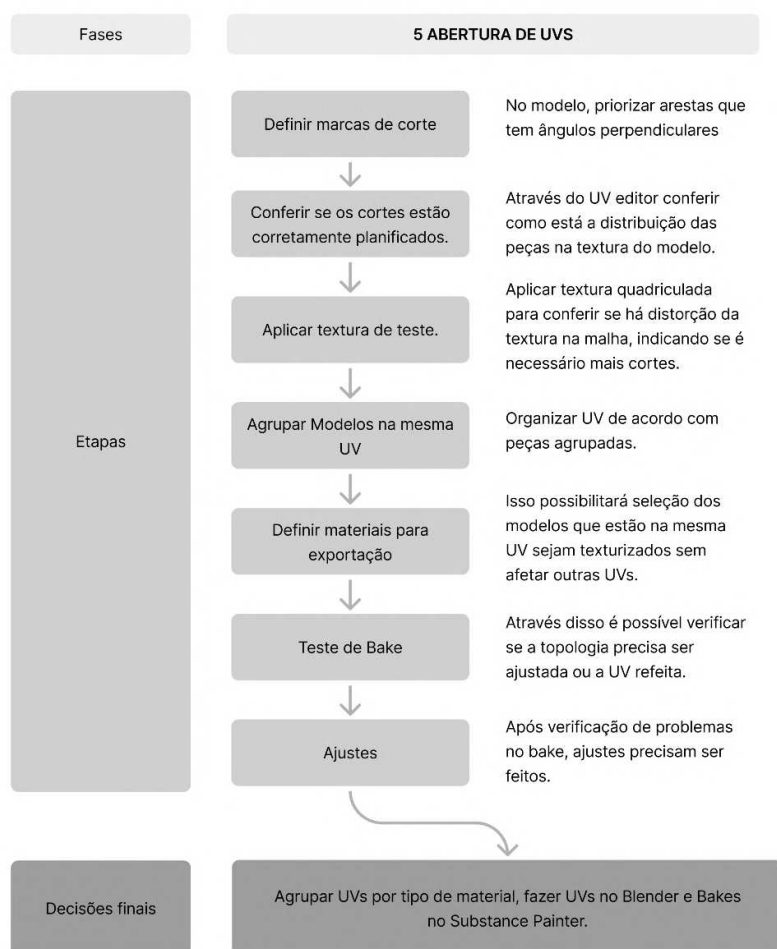 Fases
5 ABERTURA DE UVS
Etapas
Definir marcas de corte
No modelo, priorizar arestas que
tem ângulos perpendiculares
Conferir se os cortes estão
corretamente planificados.
Através do UV editor conferir
como está a distribuição das
peças na textura do modelo.
Aplicar textura de teste.
Aplicar textura quadriculada
para conferir se há distorção da
textura na malha, indicando se é
necessário mais cortes.
Agrupar Modelos na mesma
UV
Organizar UV de acordo com
peças agrupadas.
Definir materiais para
exportação
Isso possibilitará seleção dos
modelos que estão na mesma
UV sejam texturizados sem
afetar outras UVs.
Teste de Bake
Através disso é possível verificar
se a topologia precisa ser
ajustada ou a UV refeita.
Ajustes
Após verificação de problemas
no bake, ajustes precisam ser
feitos.
Decisões finais
Agrupar UVs por tipo de material, fazer UVs no Blender e Bakes
no Substance Painter.